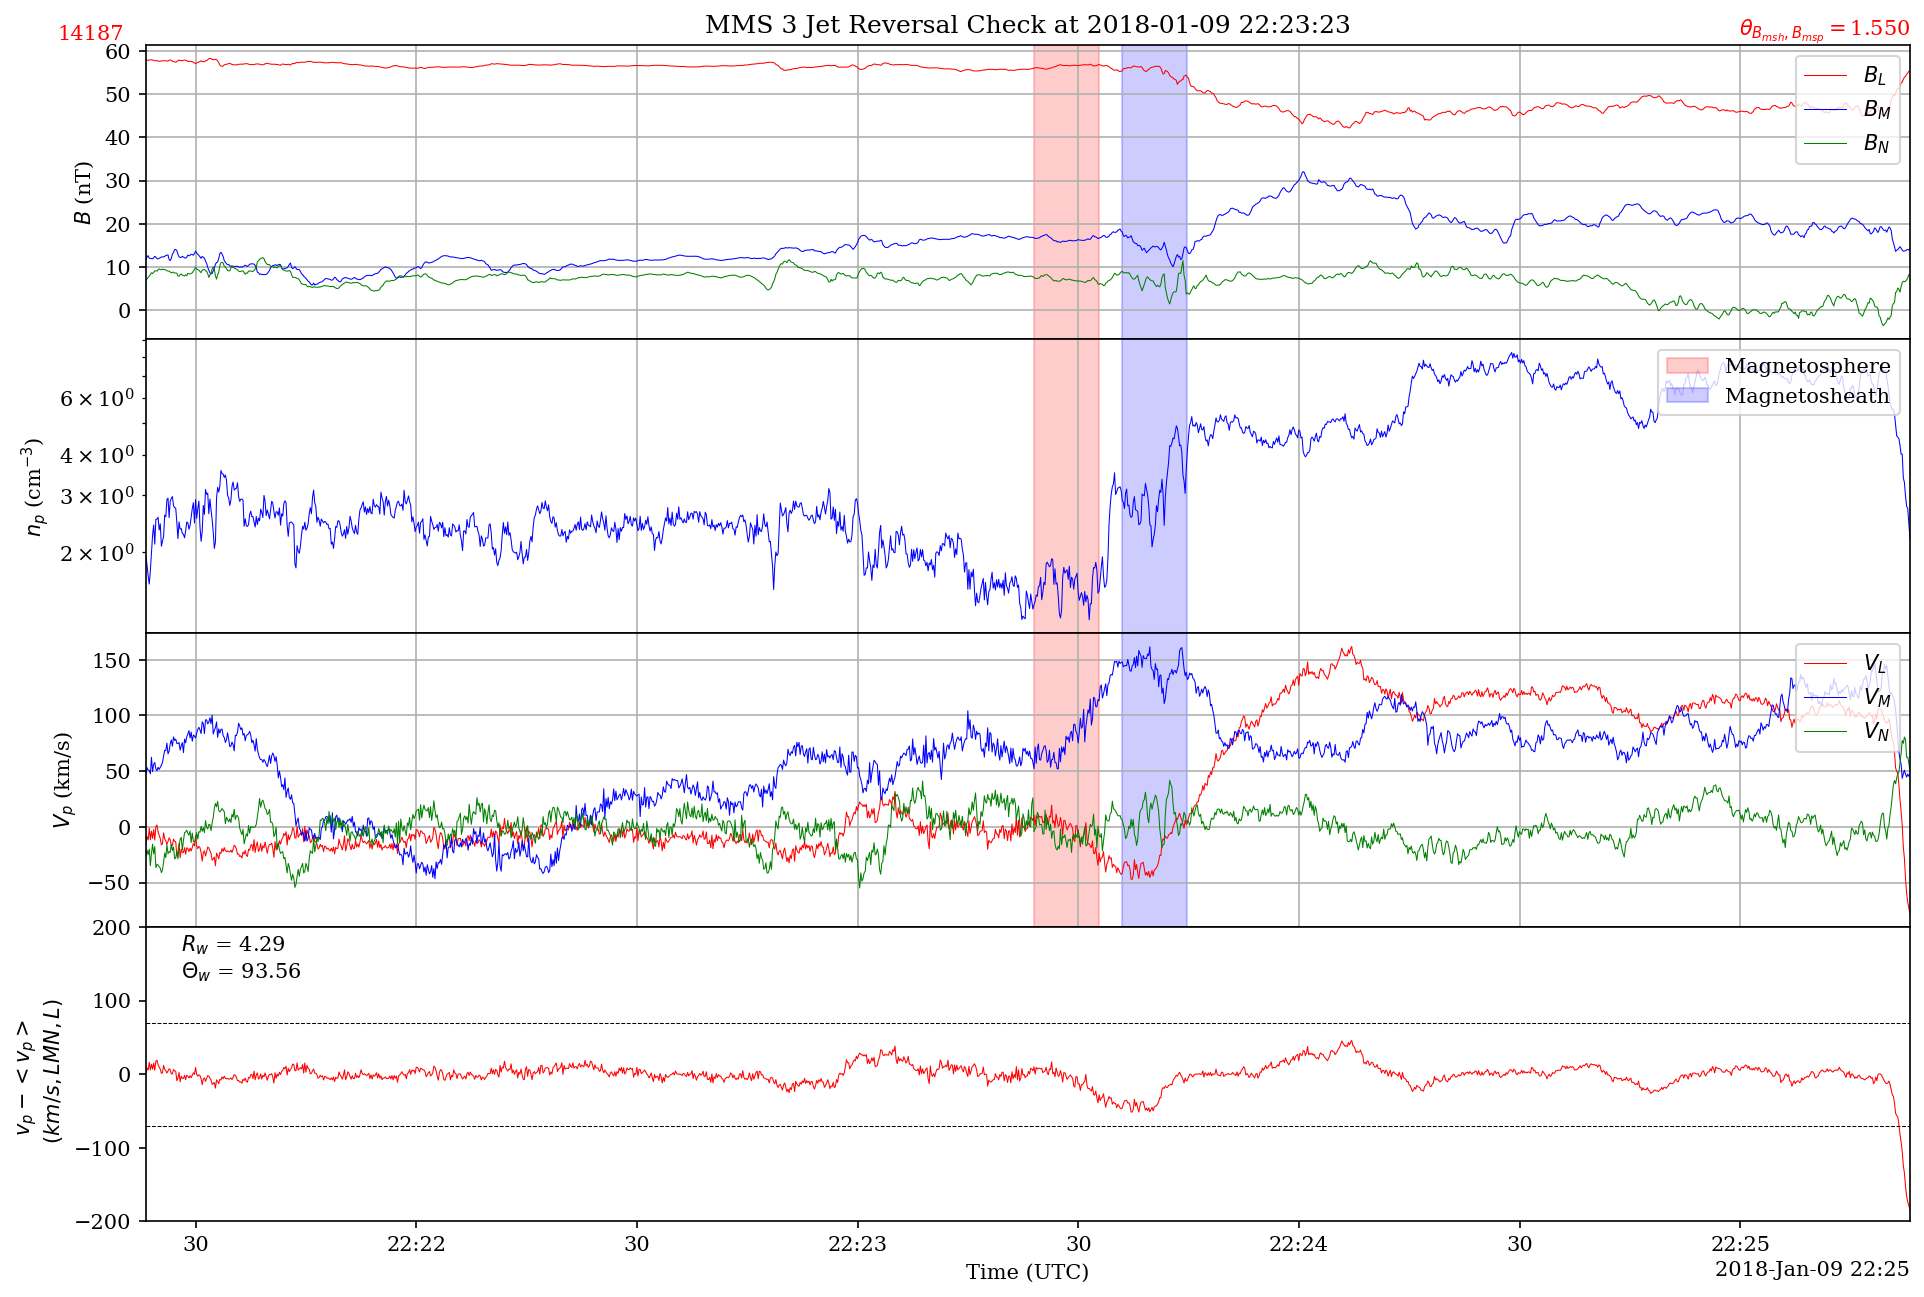 14187
MMS 3 Jet Reversal Check at 2018-01-09 22:23:23
θ_{B_{msh}, B_{msp}} = 1.550
60
50
40
30
20
10
0
B (nT)
B_L
B_M
B_N
6 × 10^0
4 × 10^0
3 × 10^0
2 × 10^0
n_p (cm^{-3})
Magnetosphere
Magnetosheath
150
100
50
0
−50
V_p (km/s)
V_L
V_M
V_N
200
100
0
−100
−200
v_p − < v_p >
(km/s, LMN, L)
R_w = 4.29
Θ_w = 93.56
30
22:22
30
22:23
30
22:24
30
22:25
Time (UTC)
2018-Jan-09 22:25